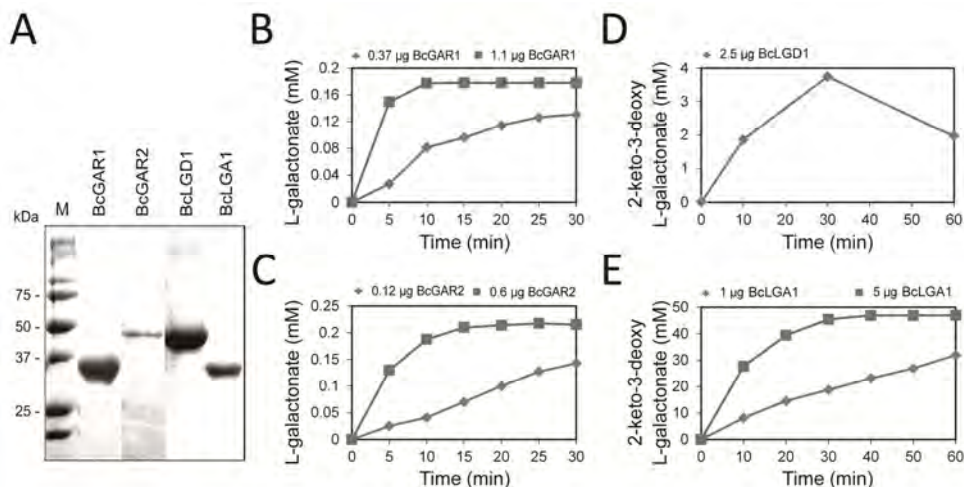 A
kDa
M
BcGAR1
BcGAR2
BcLGD1
BcLGA1
75 -
50 -
37 -
25 -
B
0.37 µg BcGAR1 1.1 µg BcGAR1
L-galactonate (mM)
0.2
0.16
0.12
0.08
0.04
0
0 5 10 15 20 25 30
Time (min)
C
0.12 µg BcGAR2 0.6 µg BcGAR2
L-galactonate (mM)
0.25
0.2
0.15
0.1
0.05
0
0 5 10 15 20 25 30
Time (min)
D
2.5 µg BcLGD1
2-keto-3-deoxy
L-galactonate (mM)
4
3
2
1
0
0 10 20 30 40 50 60
Time (min)
E
1 µg BcLGA1 5 µg BcLGA1
2-keto-3-deoxy
L-galactonate (mM)
50
40
30
20
10
0
0 10 20 30 40 50 60
Time (min)